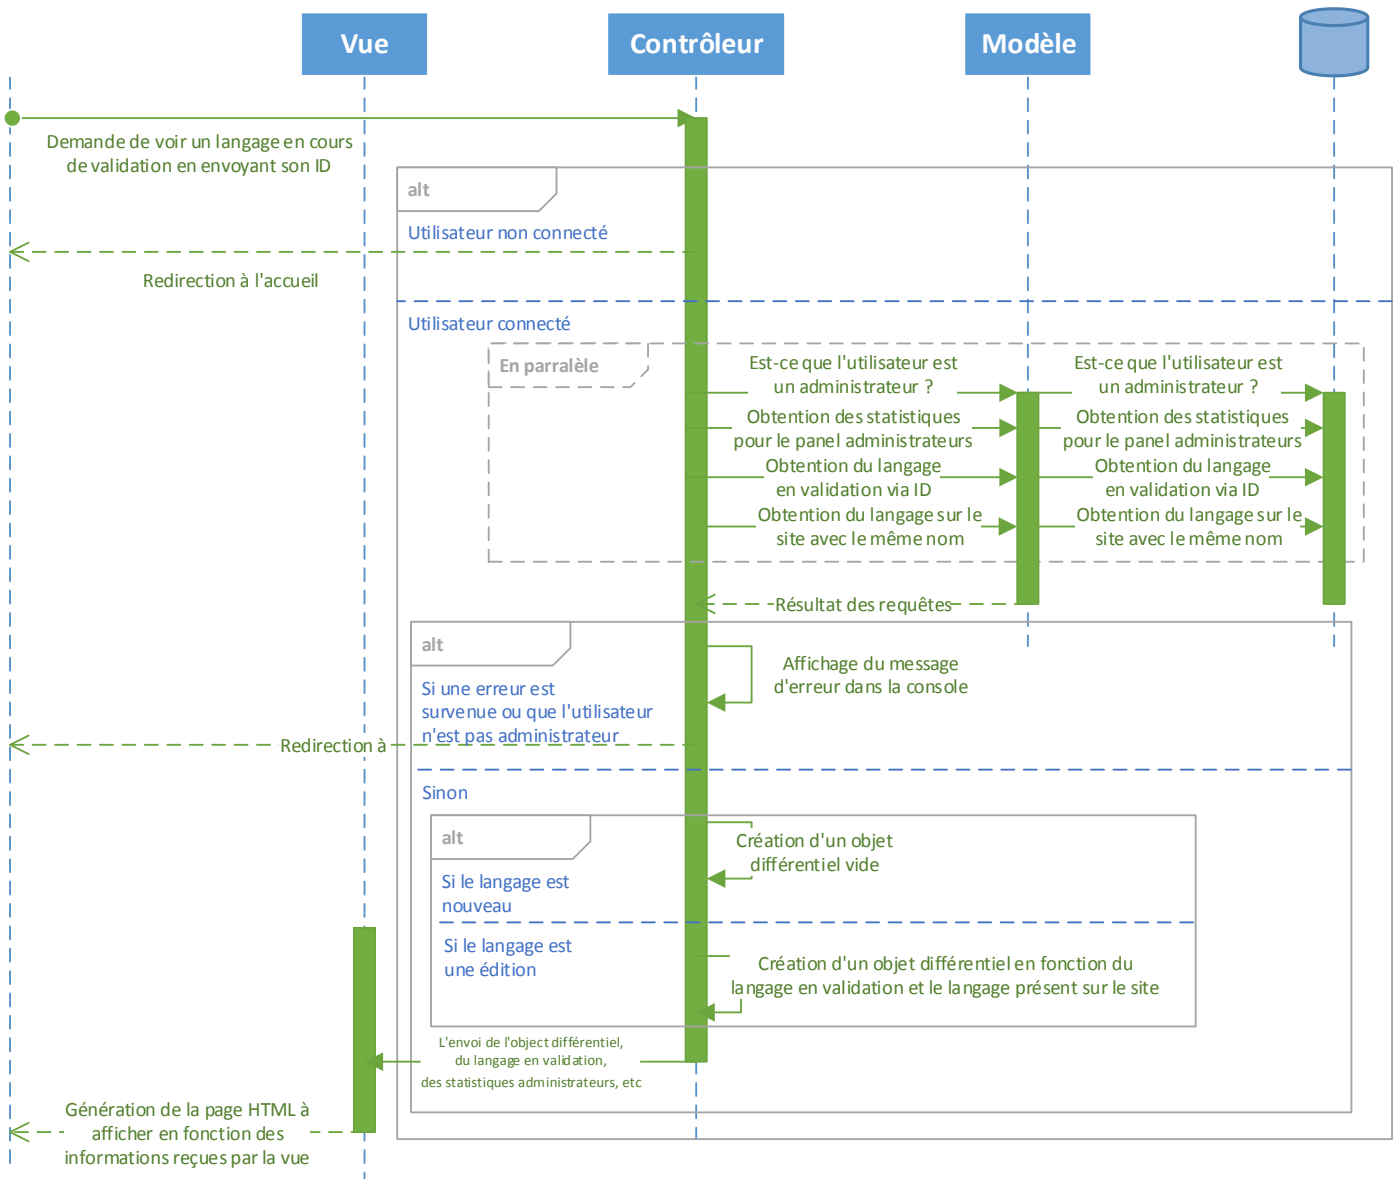 Vue
Contrôleur
Modèle
Demande de voir un langage en cours
de validation en envoyant son ID
alt
Utilisateur non connecté
Redirection à l'accueil
Utilisateur connecté
En parralèle
Est-ce que l'utilisateur est
un administrateur ?
Est-ce que l'utilisateur est
un administrateur ?
Obtention des statistiques
pour le panel administrateurs
Obtention des statistiques
pour le panel administrateurs
Obtention du langage
en validation via ID
Obtention du langage
en validation via ID
Obtention du langage sur le
site avec le même nom
Obtention du langage sur le
site avec le même nom
Résultat des requêtes
alt
Affichage du message
d'erreur dans la console
Si une erreur est
survenue ou que l'utilisateur
n'est pas administrateur
Redirection à
Sinon
alt
Création d'un objet
différentiel vide
Si le langage est
nouveau
Si le langage est
une édition
Création d'un objet différentiel en fonction du
langage en validation et le langage présent sur le site
L'envoi de l'object différentiel,
du langage en validation,
des statistiques administrateurs, etc
Génération de la page HTML à
afficher en fonction des
informations reçues par la vue